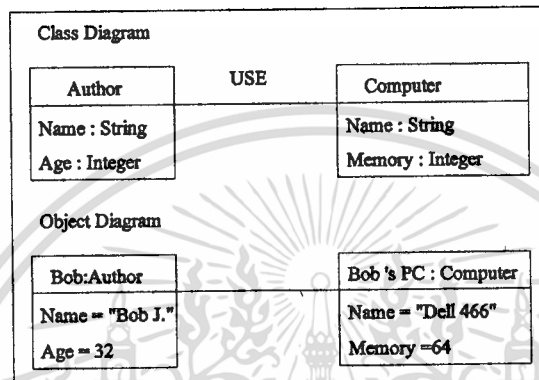 Class Diagram
Author USE Computer
Name : String Name : String
Age : Integer Memory : Integer
Object Diagram
Bob:Author Bob 's PC : Computer
Name = "Bob J." Name = "Dell 466"
Age = 32 Memory =64